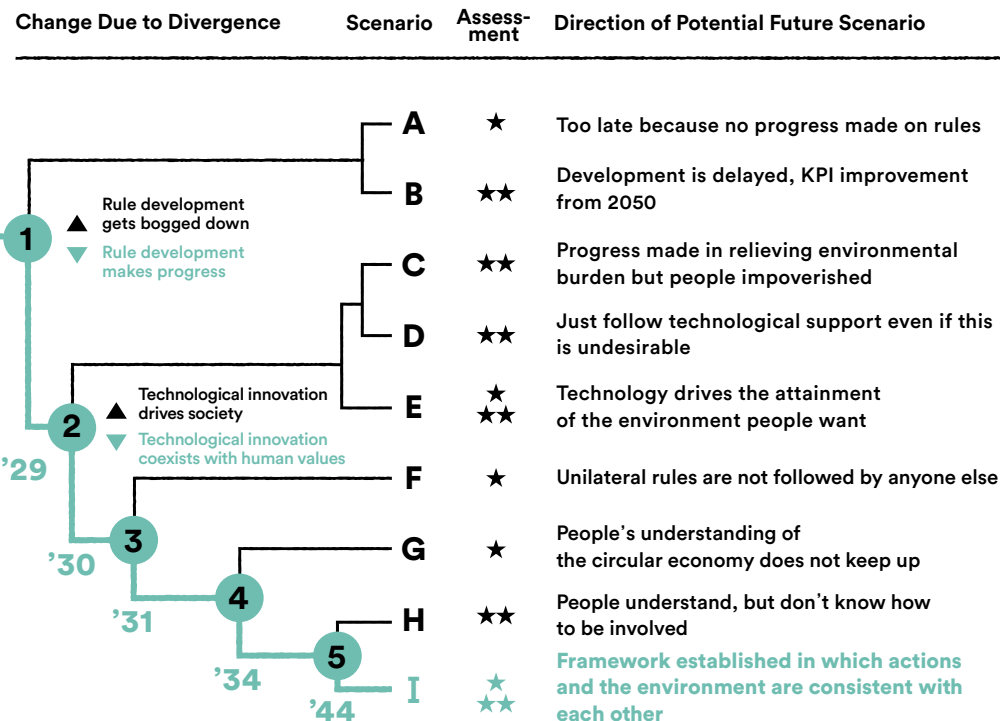 Change Due to Divergence
Scenario
Assess-
ment
Direction of Potential Future Scenario
A
★
Too late because no progress made on rules
B
★★
Development is delayed, KPI improvement
from 2050
1
▲ Rule development
gets bogged down
▼ Rule development
makes progress
C
★★
Progress made in relieving environmental
burden but people impoverished
D
★★
Just follow technological support even if this
is undesirable
2
▲ Technological innovation
drives society
▼ Technological innovation
coexists with human values
E
★
★★
Technology drives the attainment
of the environment people want
’29
F
★
Unilateral rules are not followed by anyone else
3
’30
G
★
People’s understanding of
the circular economy does not keep up
4
’31
H
★★
People understand, but don’t know how
to be involved
5
’34
I
★
★★
Framework established in which actions
and the environment are consistent with
each other
’44